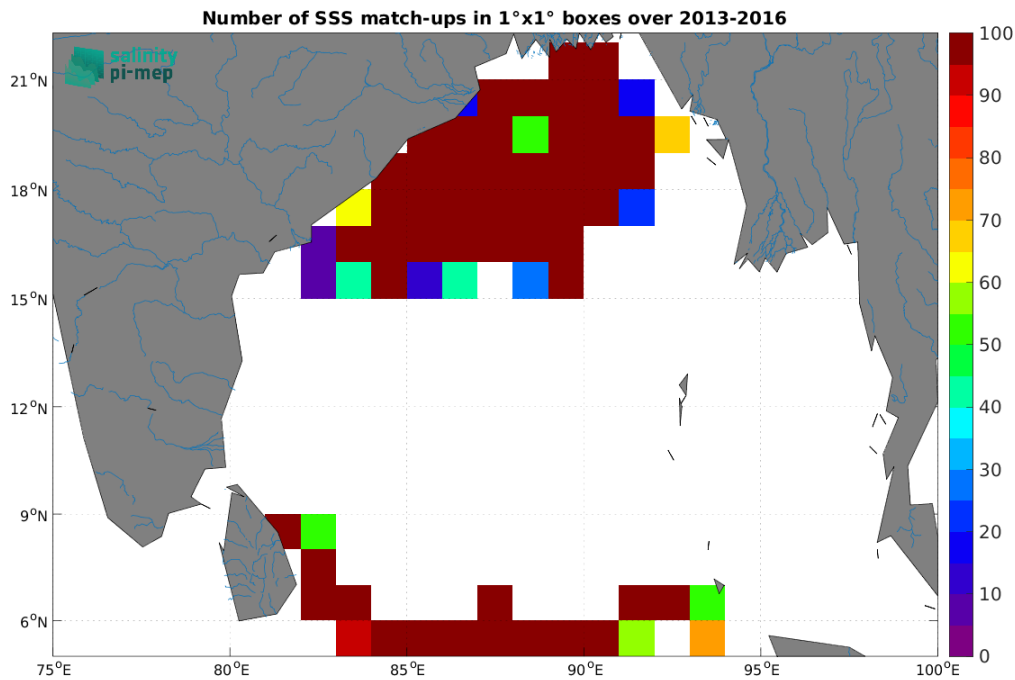 Number of SSS match-ups in 1°x1° boxes over 2013-2016
salinity
pi-mep
21°N
18°N
15°N
12°N
9°N
6°N
75°E 80°E 85°E 90°E 95°E 100°E
100
90
80
70
60
50
40
30
20
10
0